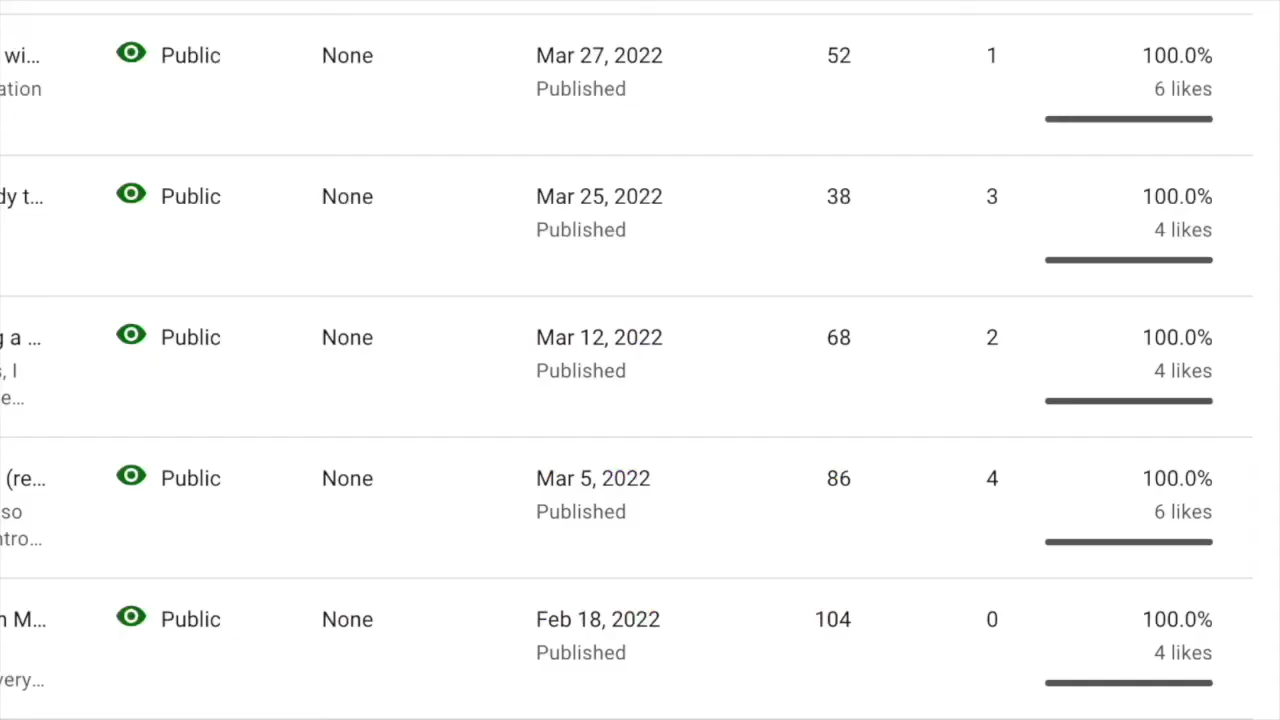 wi... Public None Mar 27, 2022 52 1 100.0%
ation Published 6 likes
dy t... Public None Mar 25, 2022 38 3 100.0%
Published 4 likes
g a ... Public None Mar 12, 2022 68 2 100.0%
s, I Published 4 likes
e...
(re... Public None Mar 5, 2022 86 4 100.0%
so Published 6 likes
ntro...
n M... Public None Feb 18, 2022 104 0 100.0%
Published 4 likes
very...